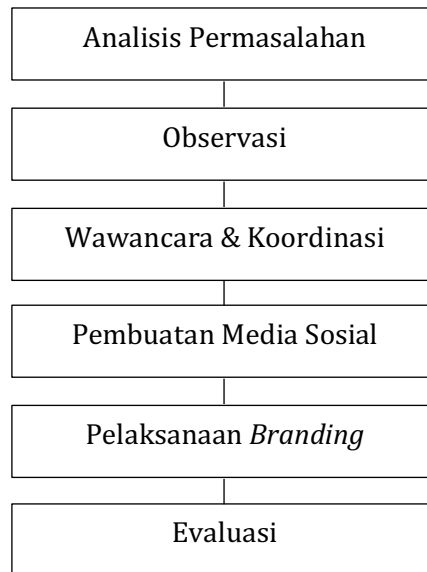 Analisis Permasalahan
Observasi
Wawancara & Koordinasi
Pembuatan Media Sosial
Pelaksanaan Branding
Evaluasi